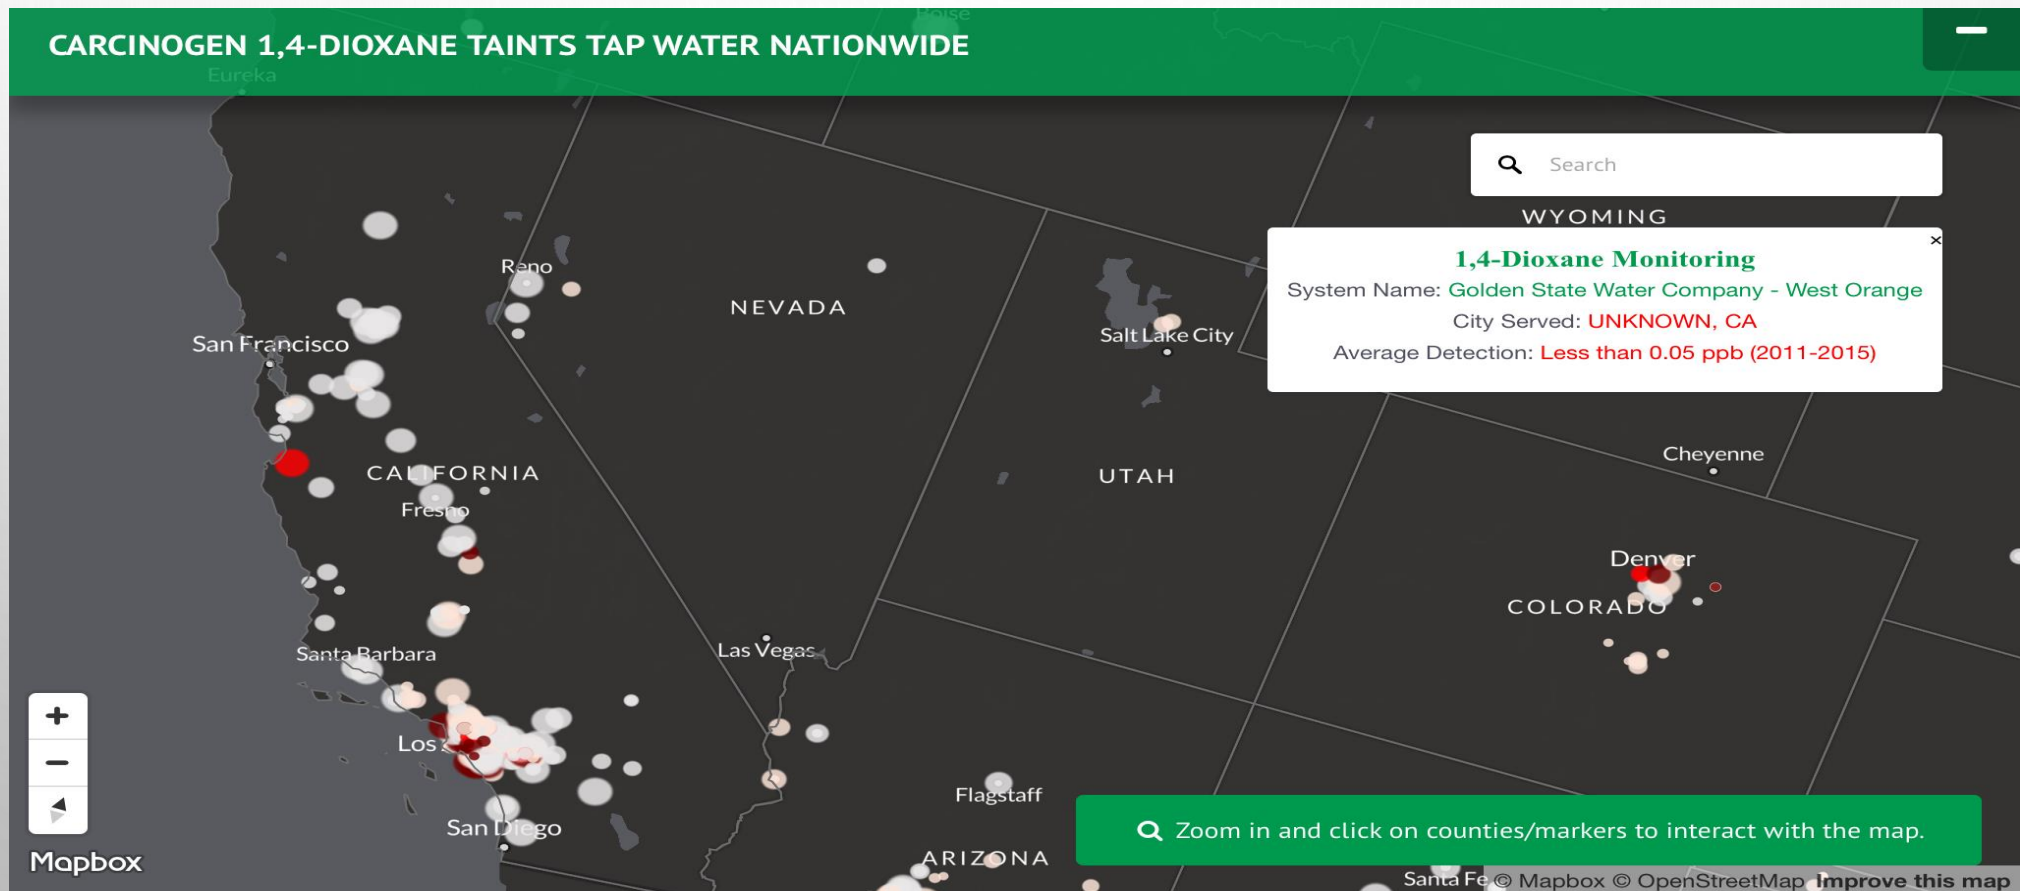 Boise
CARCINOGEN 1,4-DIOXANE TAINTS TAP WATER NATIONWIDE
Eureka
Search
WYOMING
×
1,4-Dioxane Monitoring
System Name: Golden State Water Company - West Orange
City Served: UNKNOWN, CA
Average Detection: Less than 0.05 ppb (2011-2015)
Reno
NEVADA
Salt Lake City
San Francisco
Cheyenne
CALIFORNIA
UTAH
Fresno
Denver
COLORADO
Las Vegas
Santa Barbara
Los
Flagstaff
San Diego
Zoom in and click on counties/markers to interact with the map.
ARIZONA
Mapbox
Santa Fe
© Mapbox © OpenStreetMap Improve this map